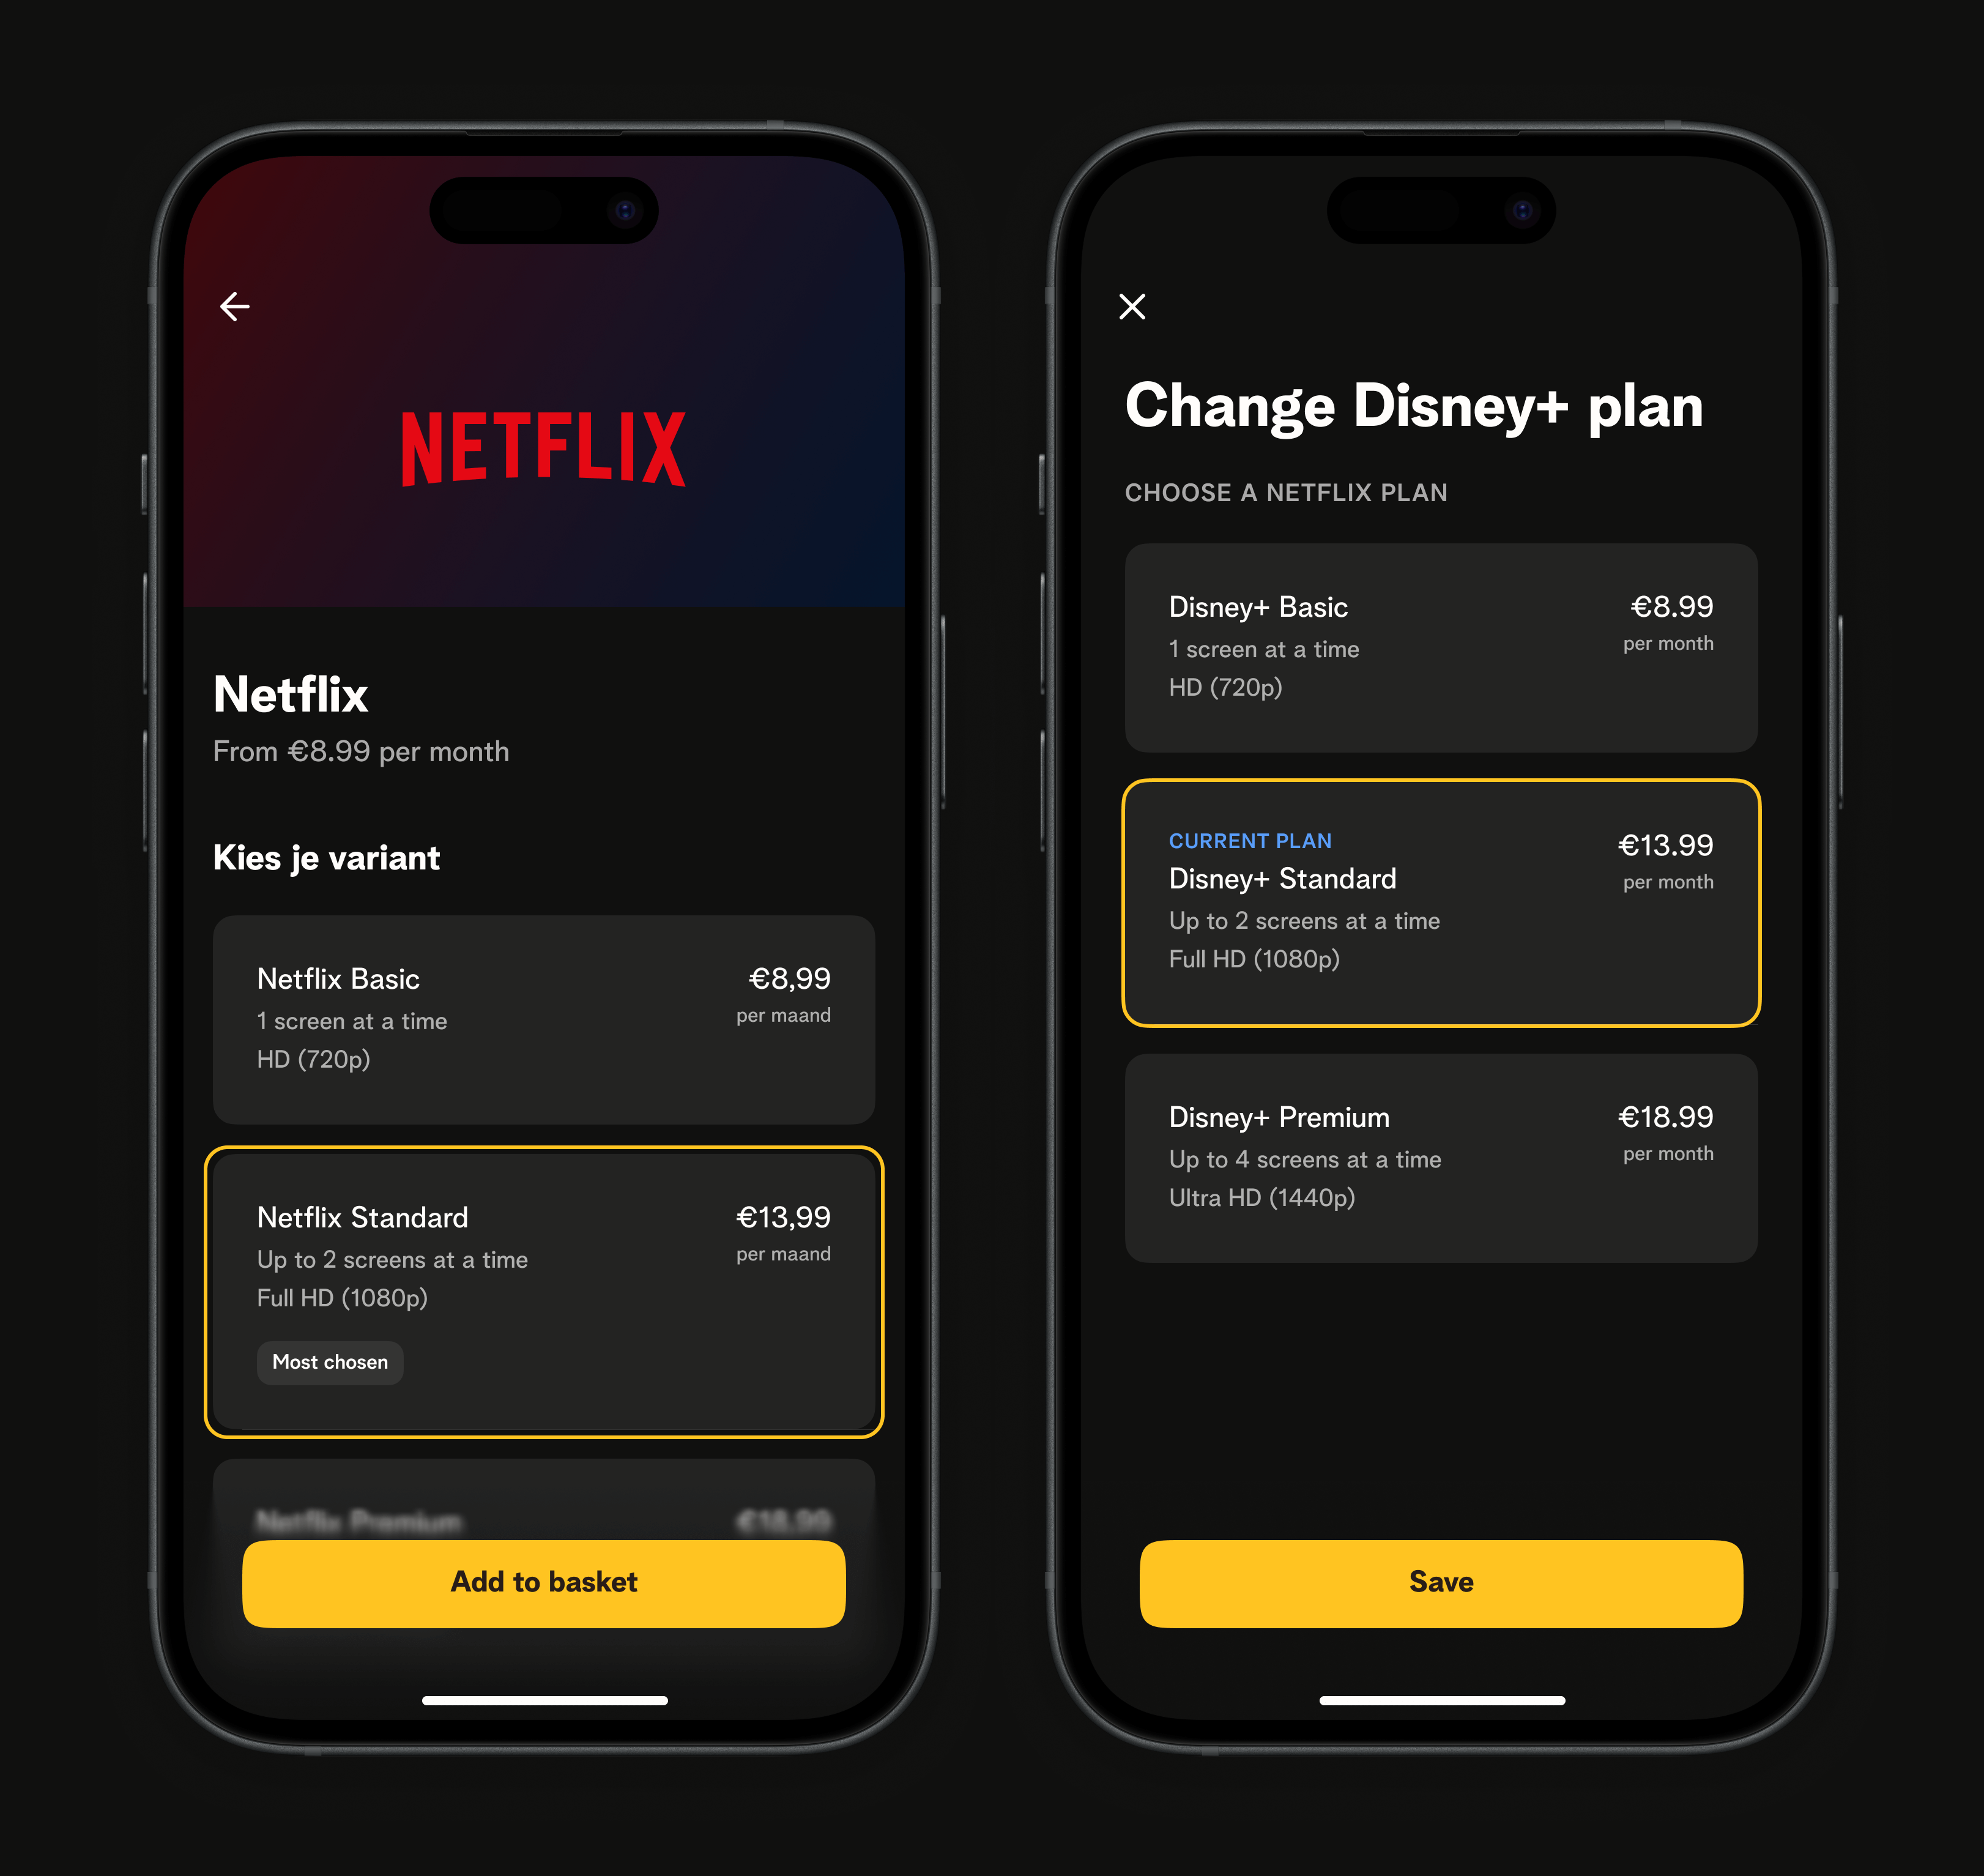 NETFLIX
Netflix
From €8.99 per month
Kies je variant
Netflix Basic
€8,99
1 screen at a time
per maand
HD (720p)
Netflix Standard
€13,99
Up to 2 screens at a time
per maand
Full HD (1080p)
Most chosen
Netflix Premium
€18,99
Add to basket
Change Disney+ plan
CHOOSE A NETFLIX PLAN
Disney+ Basic
€8.99
1 screen at a time
per month
HD (720p)
CURRENT PLAN
€13.99
Disney+ Standard
per month
Up to 2 screens at a time
Full HD (1080p)
Disney+ Premium
€18.99
Up to 4 screens at a time
per month
Ultra HD (1440p)
Save